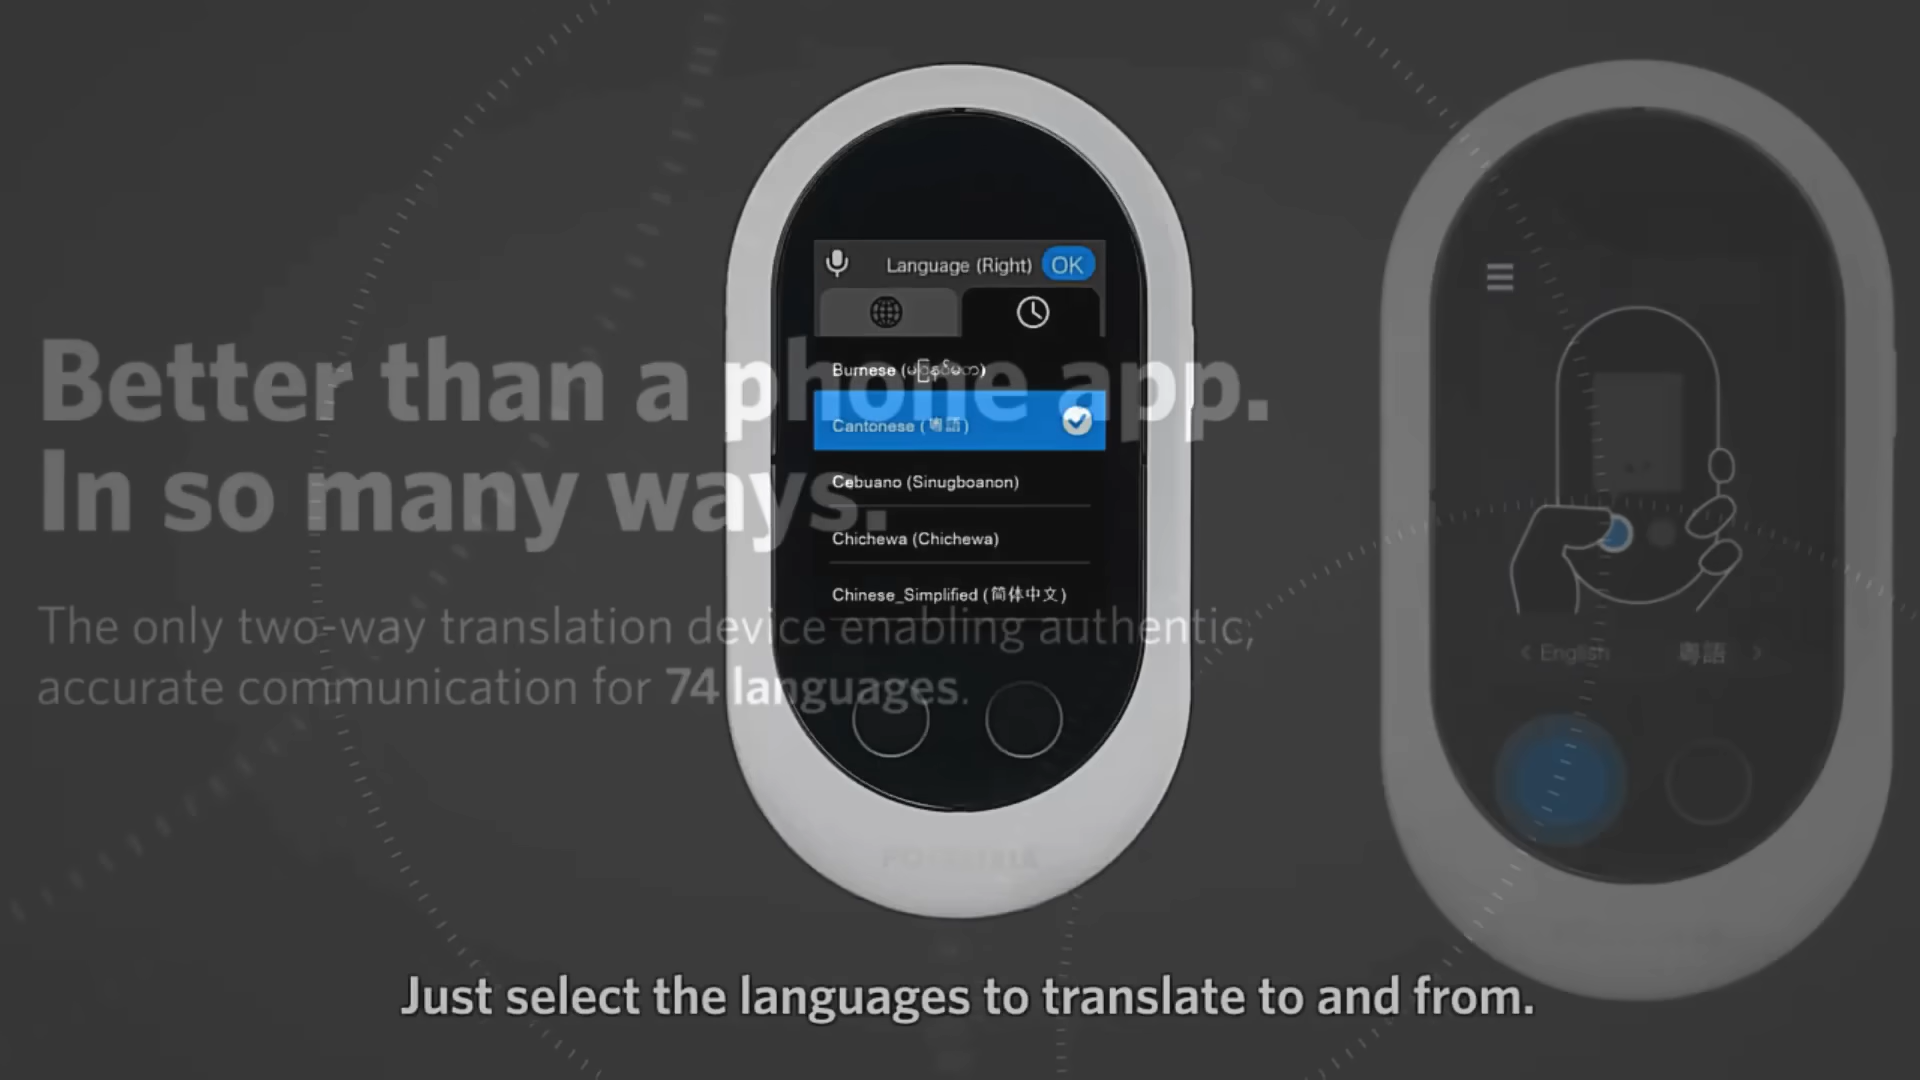 Language (Right) OK
Burmese (မြန်မာ)
Cantonese (粵語)
Cebuano (Sinugboanon)
Chichewa (Chichewa)
Chinese_Simplified (简体中文)
Better than a phone app.
In so many ways.
The only two-way translation device enabling authentic,
accurate communication for 74 languages.
< English 粵語 >
Just select the languages to translate to and from.